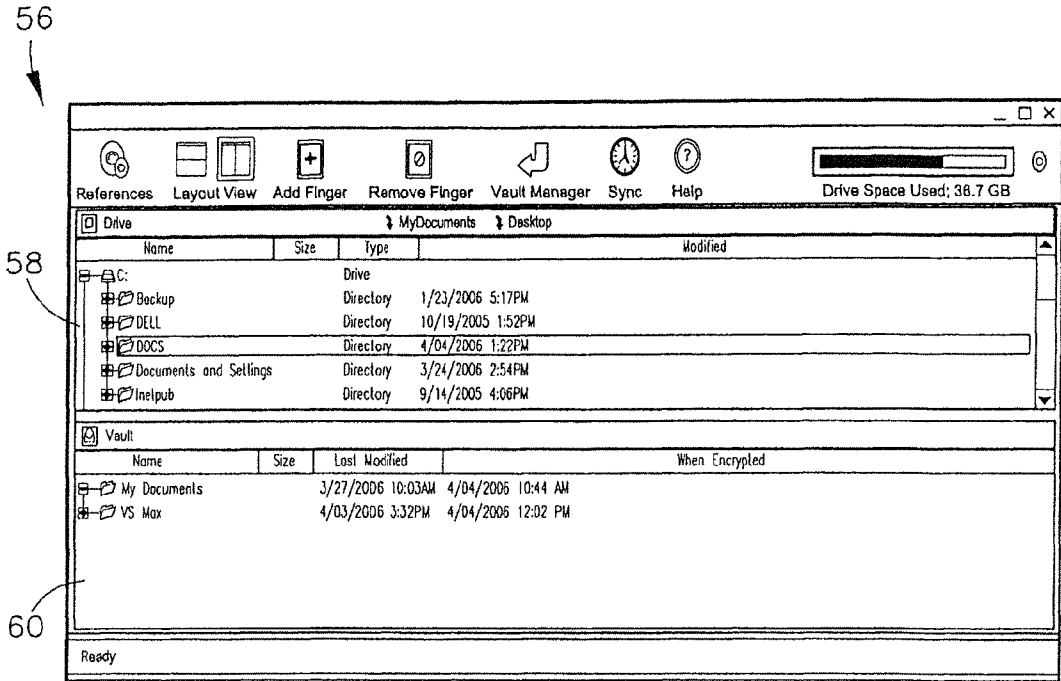 56
References Layout View Add Finger Remove Finger Vault Manager Sync Help Drive Space Used; 36.7 GB
Drive MyDocuments Desktop
Name Size Type Modified
58
C: Drive
Backup Directory 1/23/2006 5:17PM
DELL Directory 10/19/2005 1:52PM
DOCS Directory 4/04/2006 1:22PM
Documents and Settings Directory 3/24/2006 2:54PM
Inetpub Directory 9/14/2005 4:06PM
Vault
Name Size Last Modified When Encrypted
My Documents 3/27/2006 10:03AM 4/04/2006 10:44 AM
VS Max 4/03/2006 3:32PM 4/04/2006 12:02 PM
60
Ready